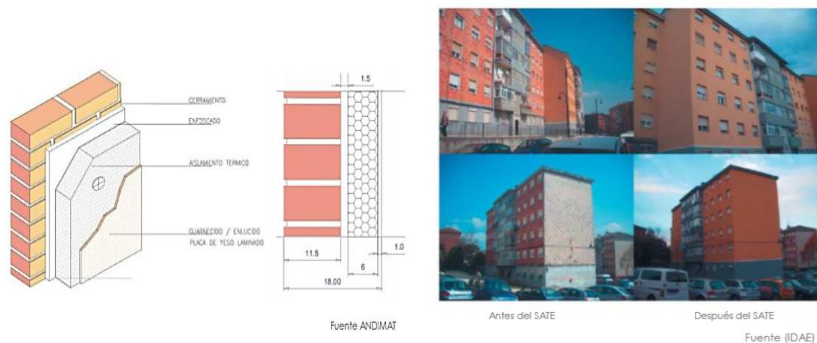 CERRAMIENTO
ENFOSCADO
AISLAMIENTO TERMICO
GUARNECIDO / ENLUCIDO
PLACA DE YESO LAMINADO
1.5
11.5
6
1.0
18.00
Fuente ANDIMAT
Antes del SATE
Después del SATE
Fuente (IDAE)